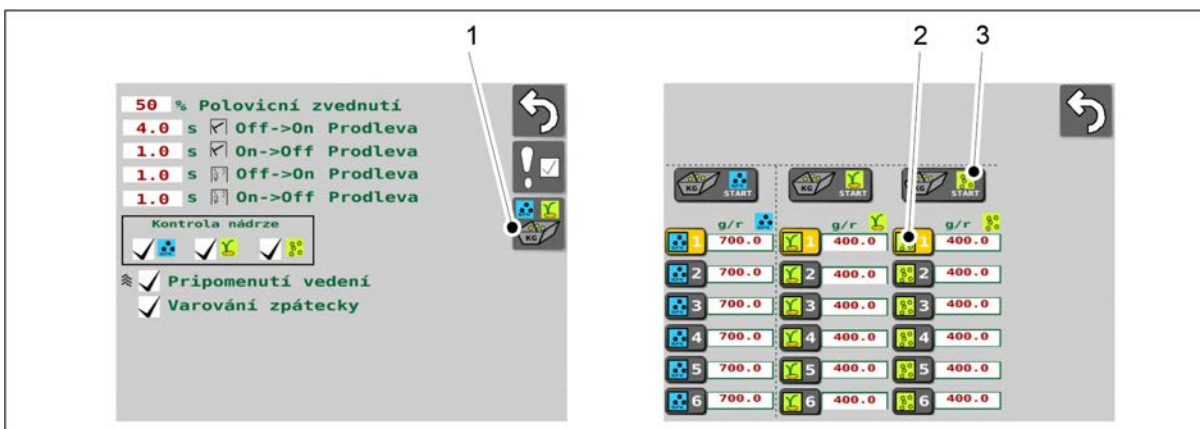 1
2
3
50 % Polovicní zvednutí
4.0 s Off->On Prodleva
1.0 s On->Off Prodleva
1.0 s Off->On Prodleva
1.0 s On->Off Prodleva
Kontrola nádrze
Pripomenutí vedení
Varování zpátecky
KG
KG START
KG START
KG START
g/r
g/r
g/r
1 700.0 1 400.0 1 400.0
2 700.0 2 400.0 2 400.0
3 700.0 3 400.0 3 400.0
4 700.0 4 400.0 4 400.0
5 700.0 5 400.0 5 400.0
6 700.0 6 400.0 6 400.0